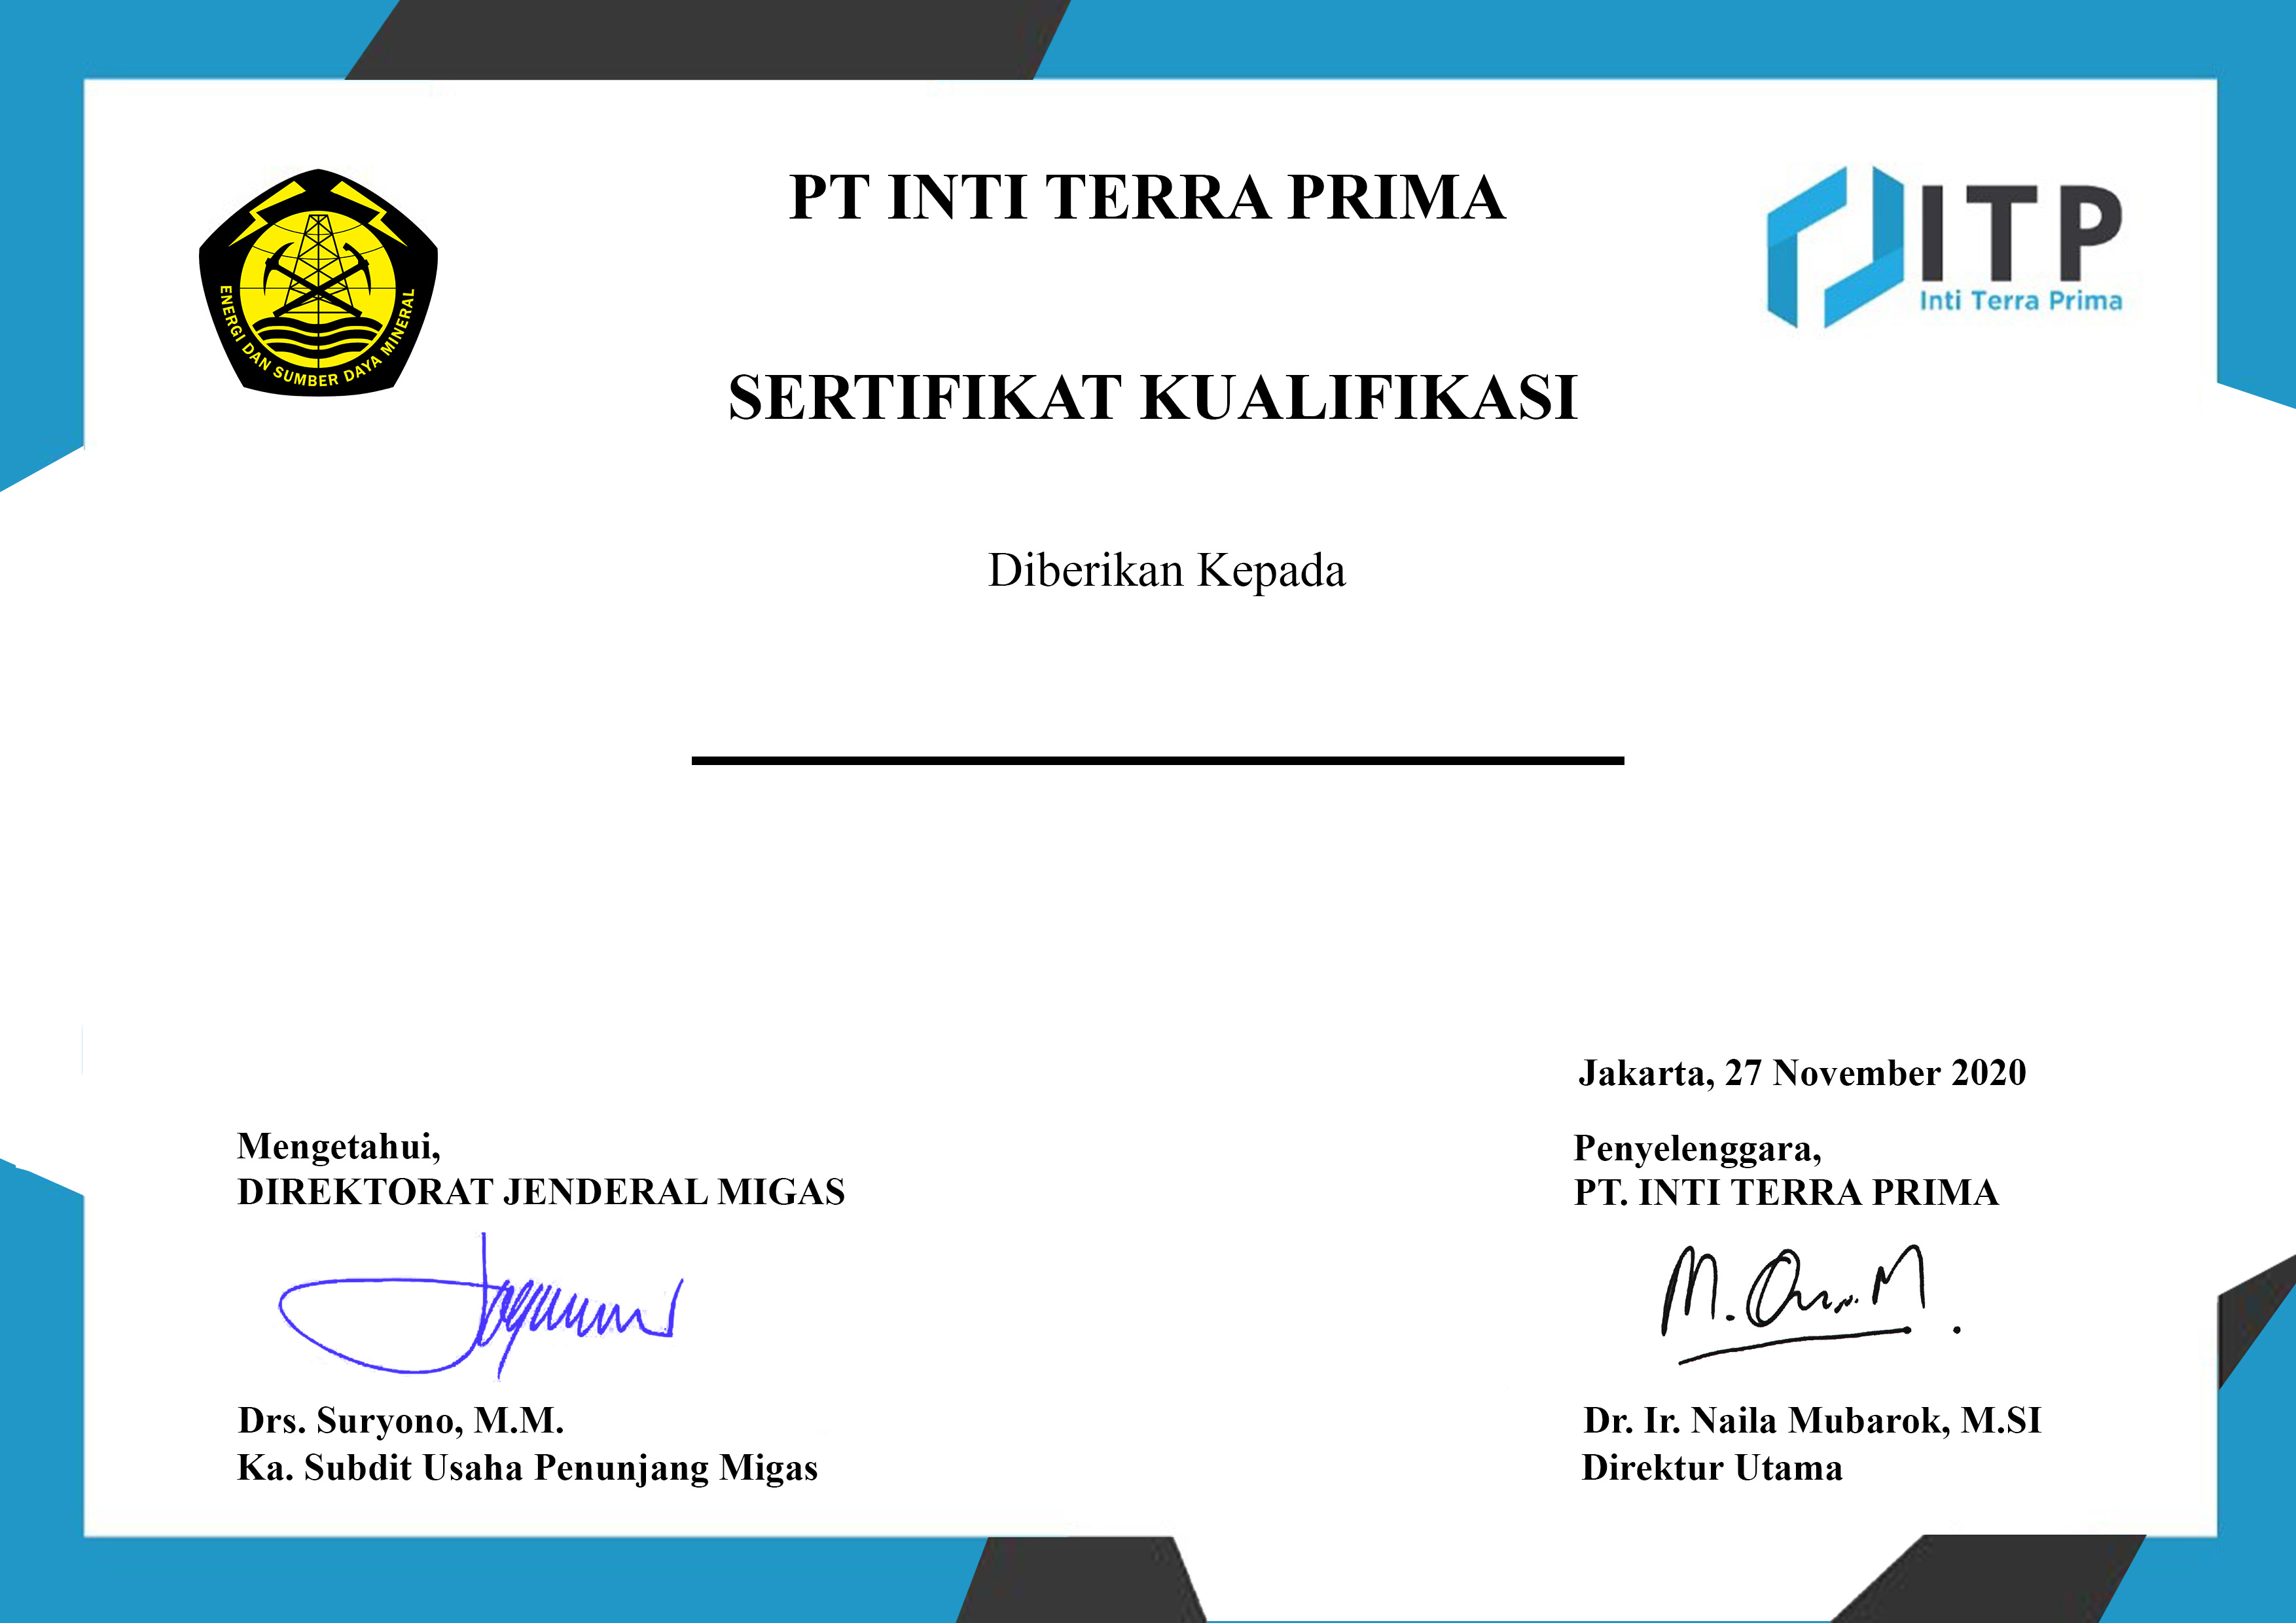 PT INTI TERRA PRIMA
ENERGI DAN SUMBER DAYA MINERAL
ITP
Inti Terra Prima
SERTIFIKAT KUALIFIKASI
Diberikan Kepada
Jakarta, 27 November 2020
Mengetahui,
DIREKTORAT JENDERAL MIGAS
Drs. Suryono, M.M.
Ka. Subdit Usaha Penunjang Migas
Penyelenggara,
PT. INTI TERRA PRIMA
Dr. Ir. Naila Mubarok, M.SI
Direktur Utama